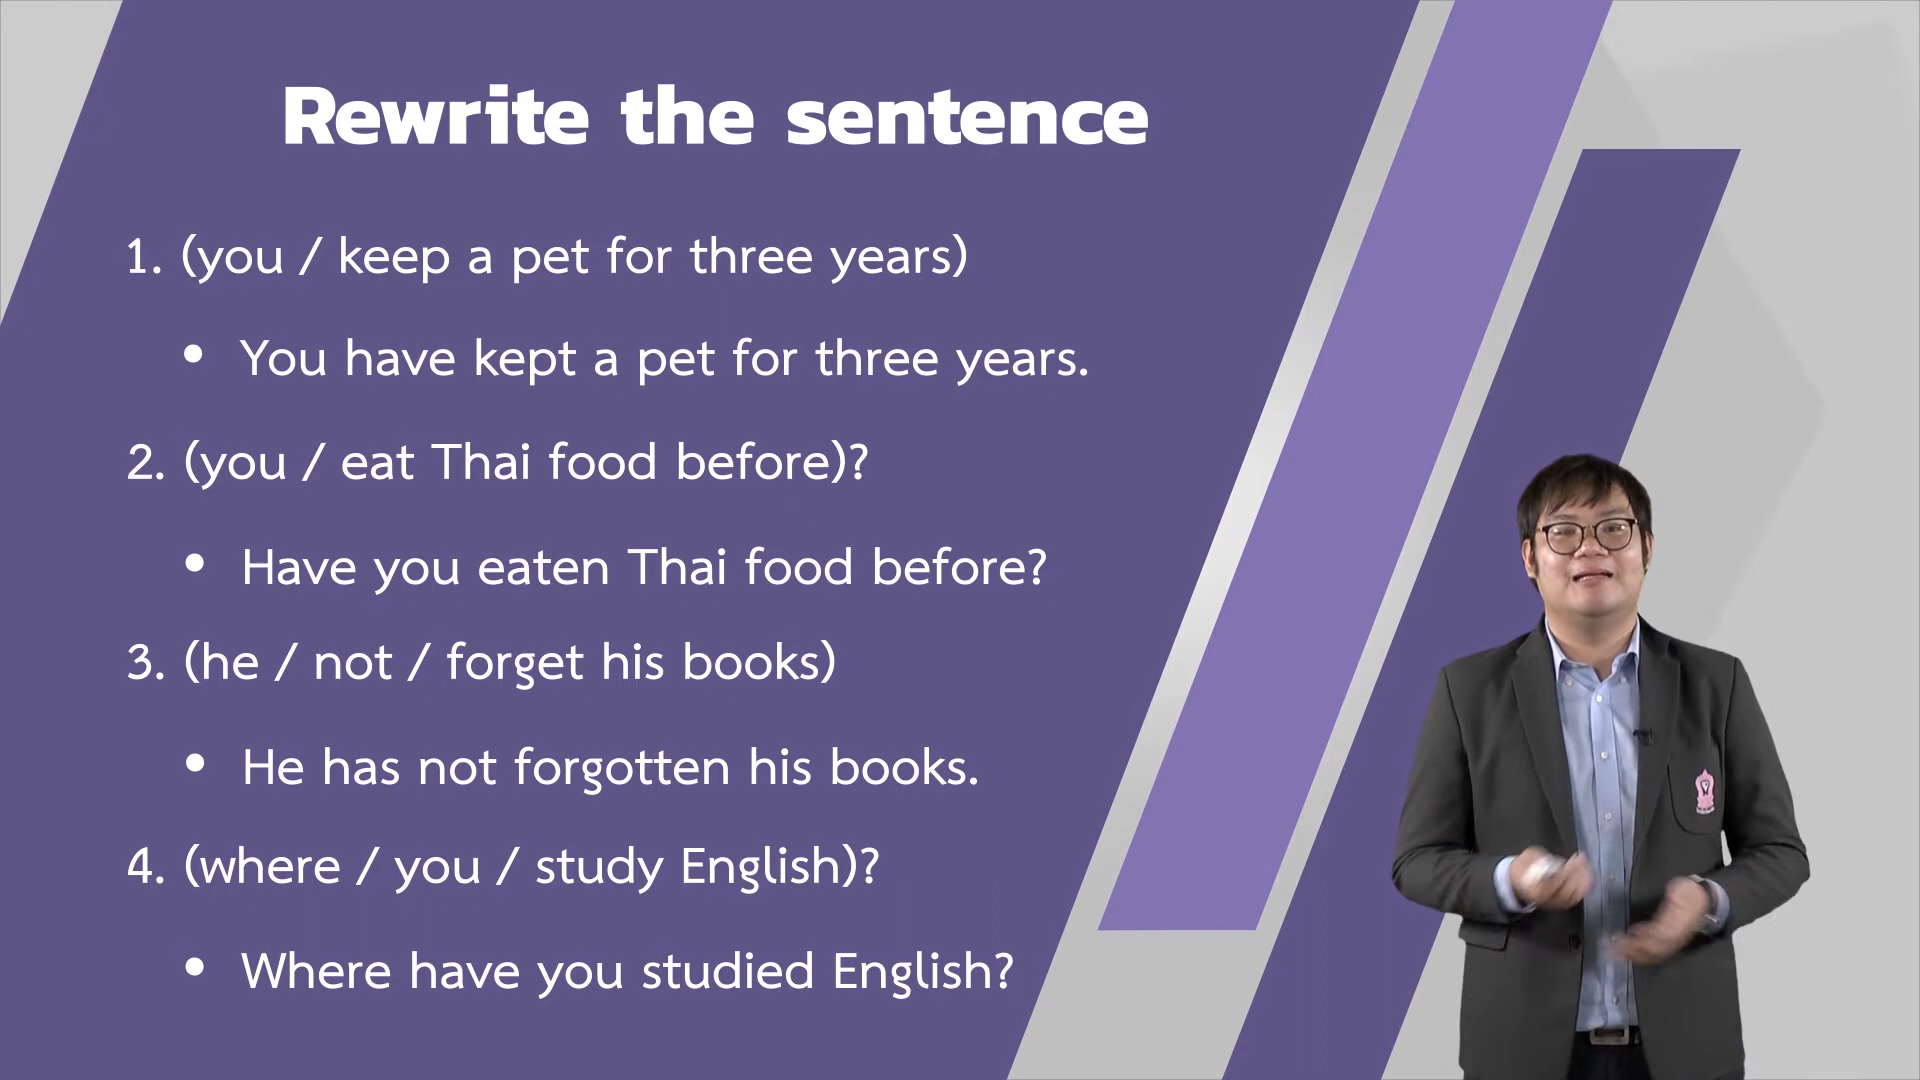 Rewrite the sentence
1. (you / keep a pet for three years)
• You have kept a pet for three years.
2. (you / eat Thai food before)?
• Have you eaten Thai food before?
3. (he / not / forget his books)
• He has not forgotten his books.
4. (where / you / study English)?
• Where have you studied English?